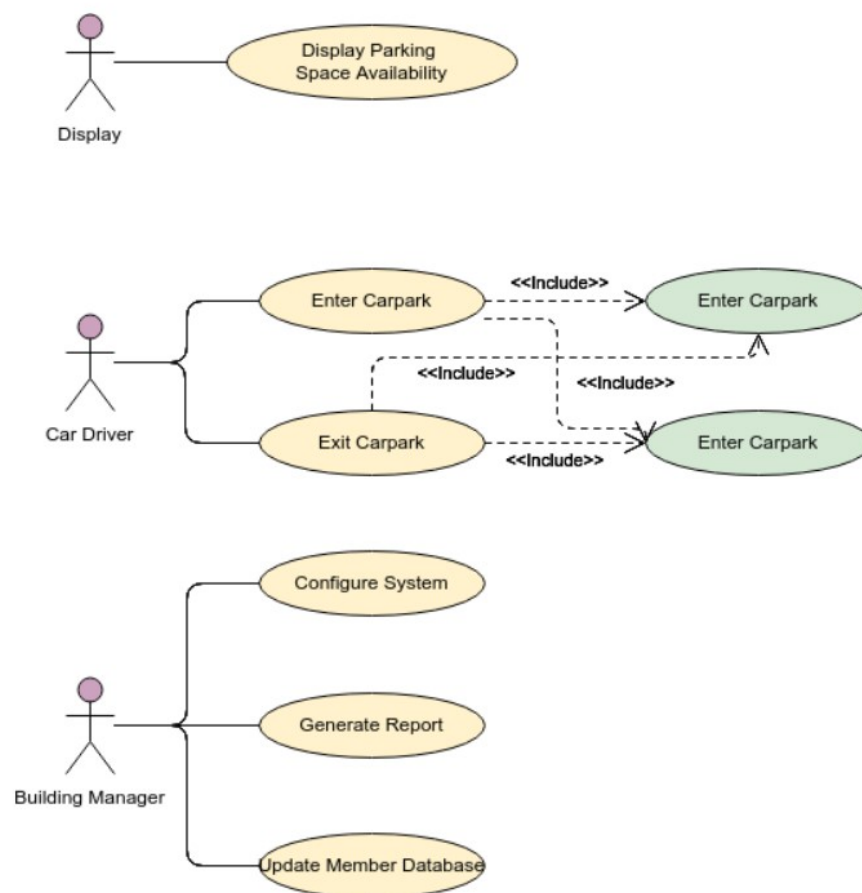 Display Parking
Space Availability
Display
<<Include>>
Enter Carpark
Enter Carpark
<<Include>>
<<Include>>
Car Driver
Exit Carpark
Enter Carpark
<<Include>>
Configure System
Generate Report
Building Manager
Update Member Database